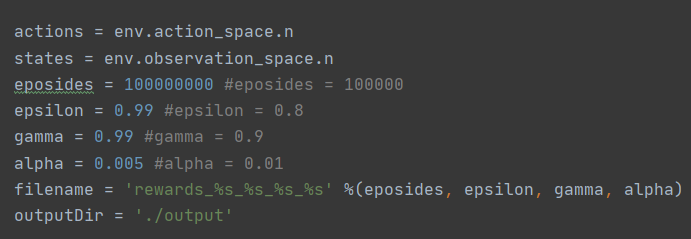 actions = env.action_space.n
states = env.observation_space.n
eposides = 100000000 #eposides = 100000
epsilon = 0.99 #epsilon = 0.8
gamma = 0.99 #gamma = 0.9
alpha = 0.005 #alpha = 0.01
filename = 'rewards_%s_%s_%s_%s' %(eposides, epsilon, gamma, alpha)
outputDir = './output'